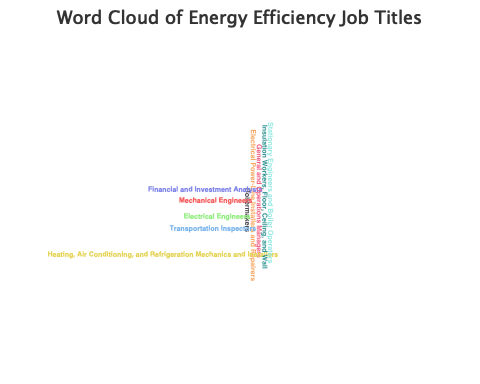 Word Cloud of Energy Efficiency Job Titles
Financial and Investment Analysts
Mechanical Engineers
Electrical Engineers
Transportation Inspectors
Heating, Air Conditioning, and Refrigeration Mechanics and Installers
Boilermakers
Electrical Power-Line Installers and Repairers
General and Operations Managers
Insulation Workers, Floor, Ceiling, and Wall
Stationary Engineers and Boiler Operators